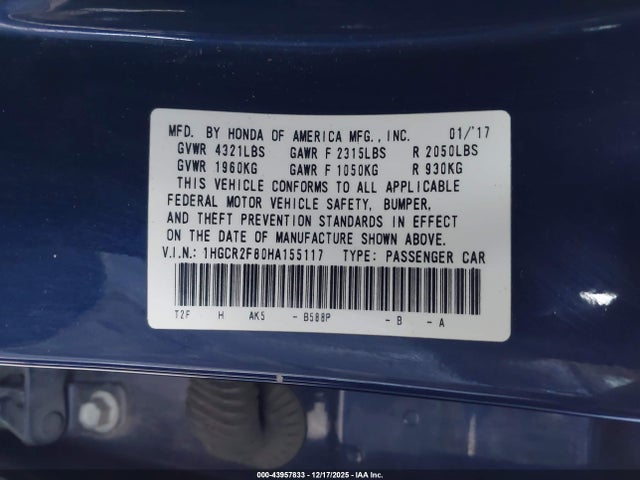 MFD. BY HONDA OF AMERICA MFG., INC. 01/'17
GVWR 4321LBS GAWR F 2315LBS R 2050LBS
GVWR 1960KG GAWR F 1050KG R 930KG
THIS VEHICLE CONFORMS TO ALL APPLICABLE
FEDERAL MOTOR VEHICLE SAFETY, BUMPER,
AND THEFT PREVENTION STANDARDS IN EFFECT
ON THE DATE OF MANUFACTURE SHOWN ABOVE.
V.I.N.: 1HGCR2F80HA155117 TYPE: PASSENGER CAR
T2F H AK5 - B588P - B - A
000-43957833 - 12/17/2025 - IAA Inc.